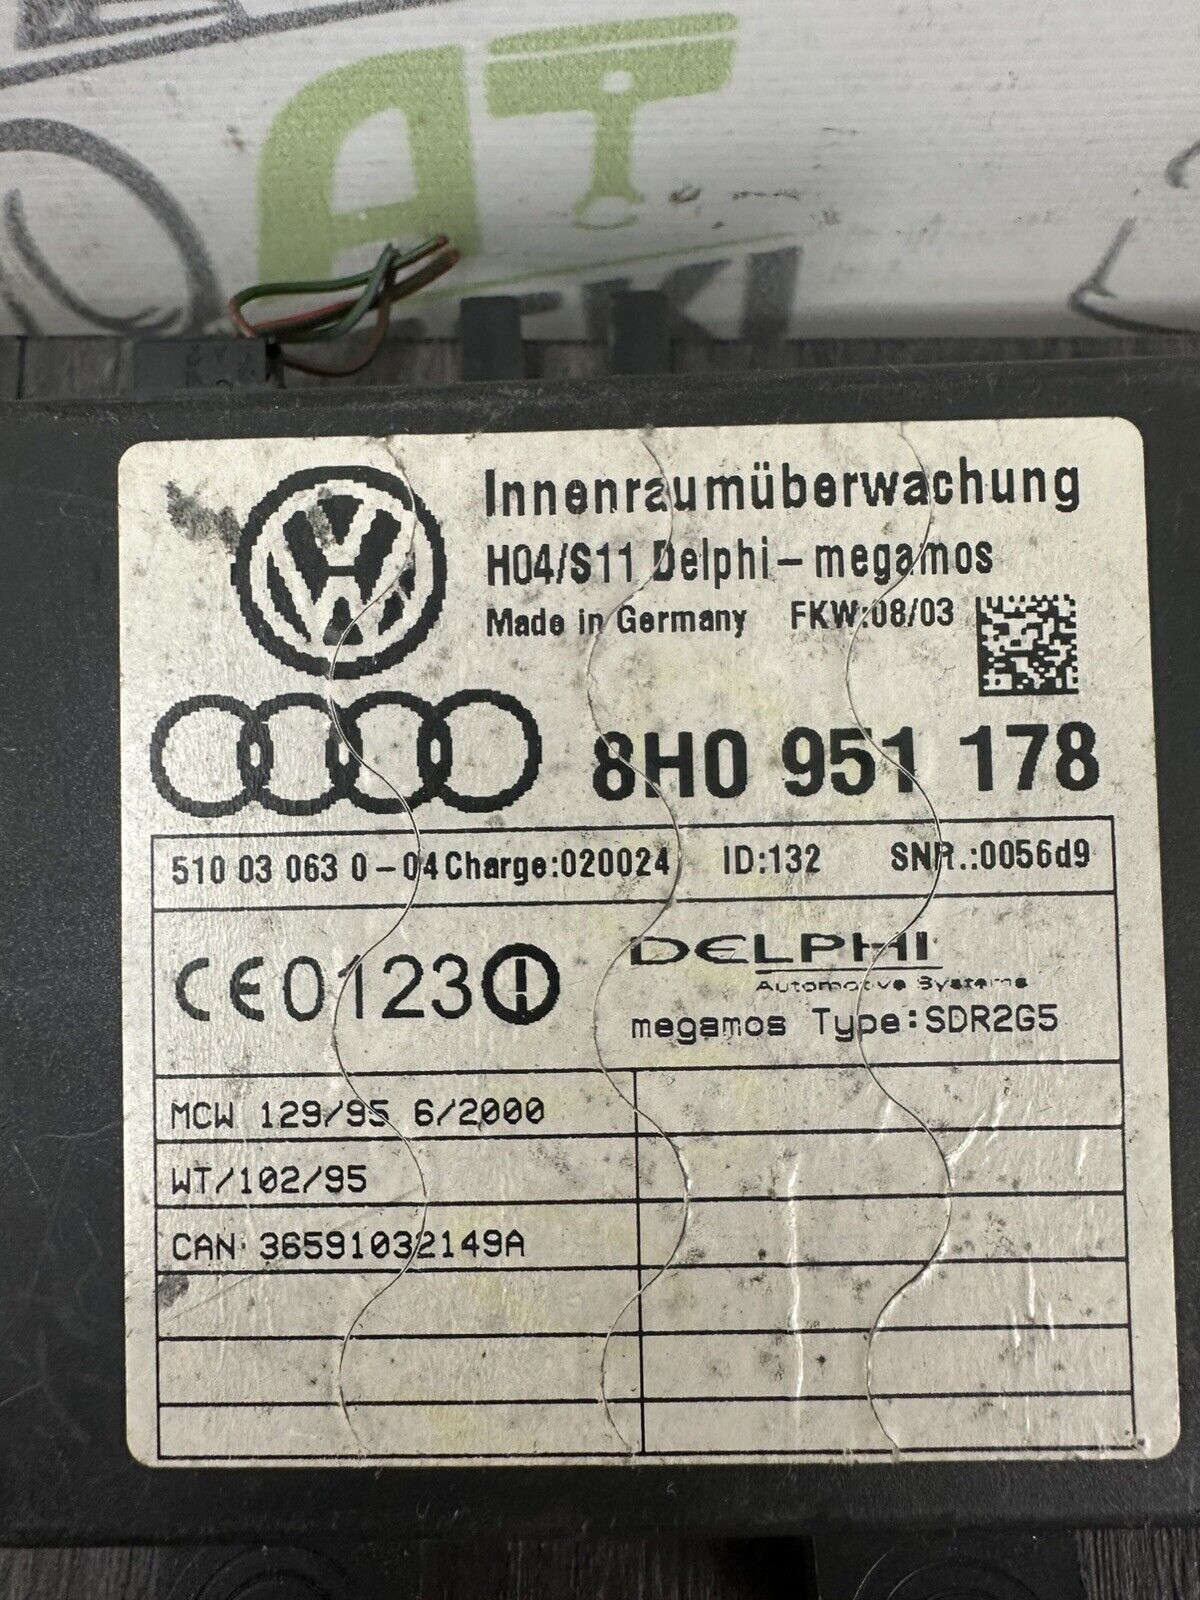 AT
Innenraumüberwachung
H04/S11 Delphi-megamos
Made in Germany FKW:08/03
8H0 951 178
510 03 063 0-04 Charge:020024 ID:132 SNR.:0056d9
CE0123
DELPHI
Automotive Systems
megamos Type:SDR2G5
MCW 129/95 6/2000
WT/102/95
CAN: 36591032149A